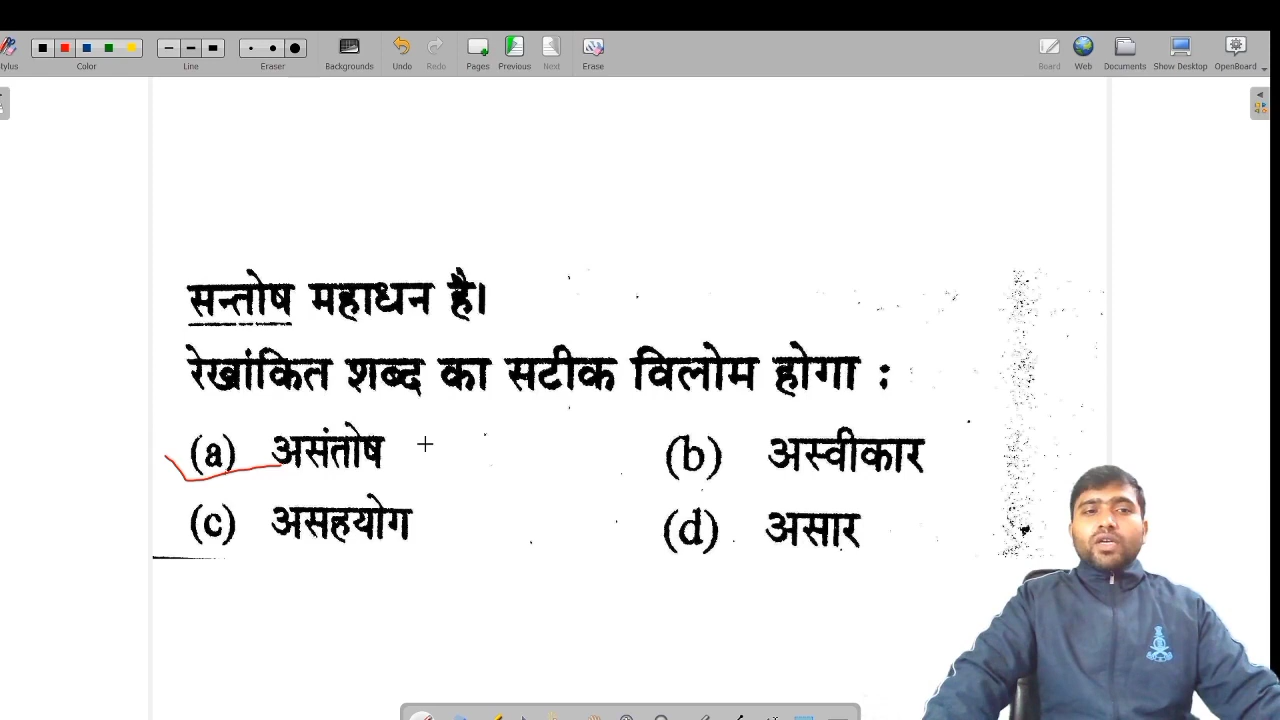 Color
Line
Eraser
Backgrounds
Undo
Redo
Pages
Previous
Next
Erase
Board
Web
Documents
Show Desktop
OpenBoard
सन्तोष महाधन है।
रेखांकित शब्द का सटीक विलोम होगा :
(a) असंतोष
(b) अस्वीकार
(c) असहयोग
(d) असार